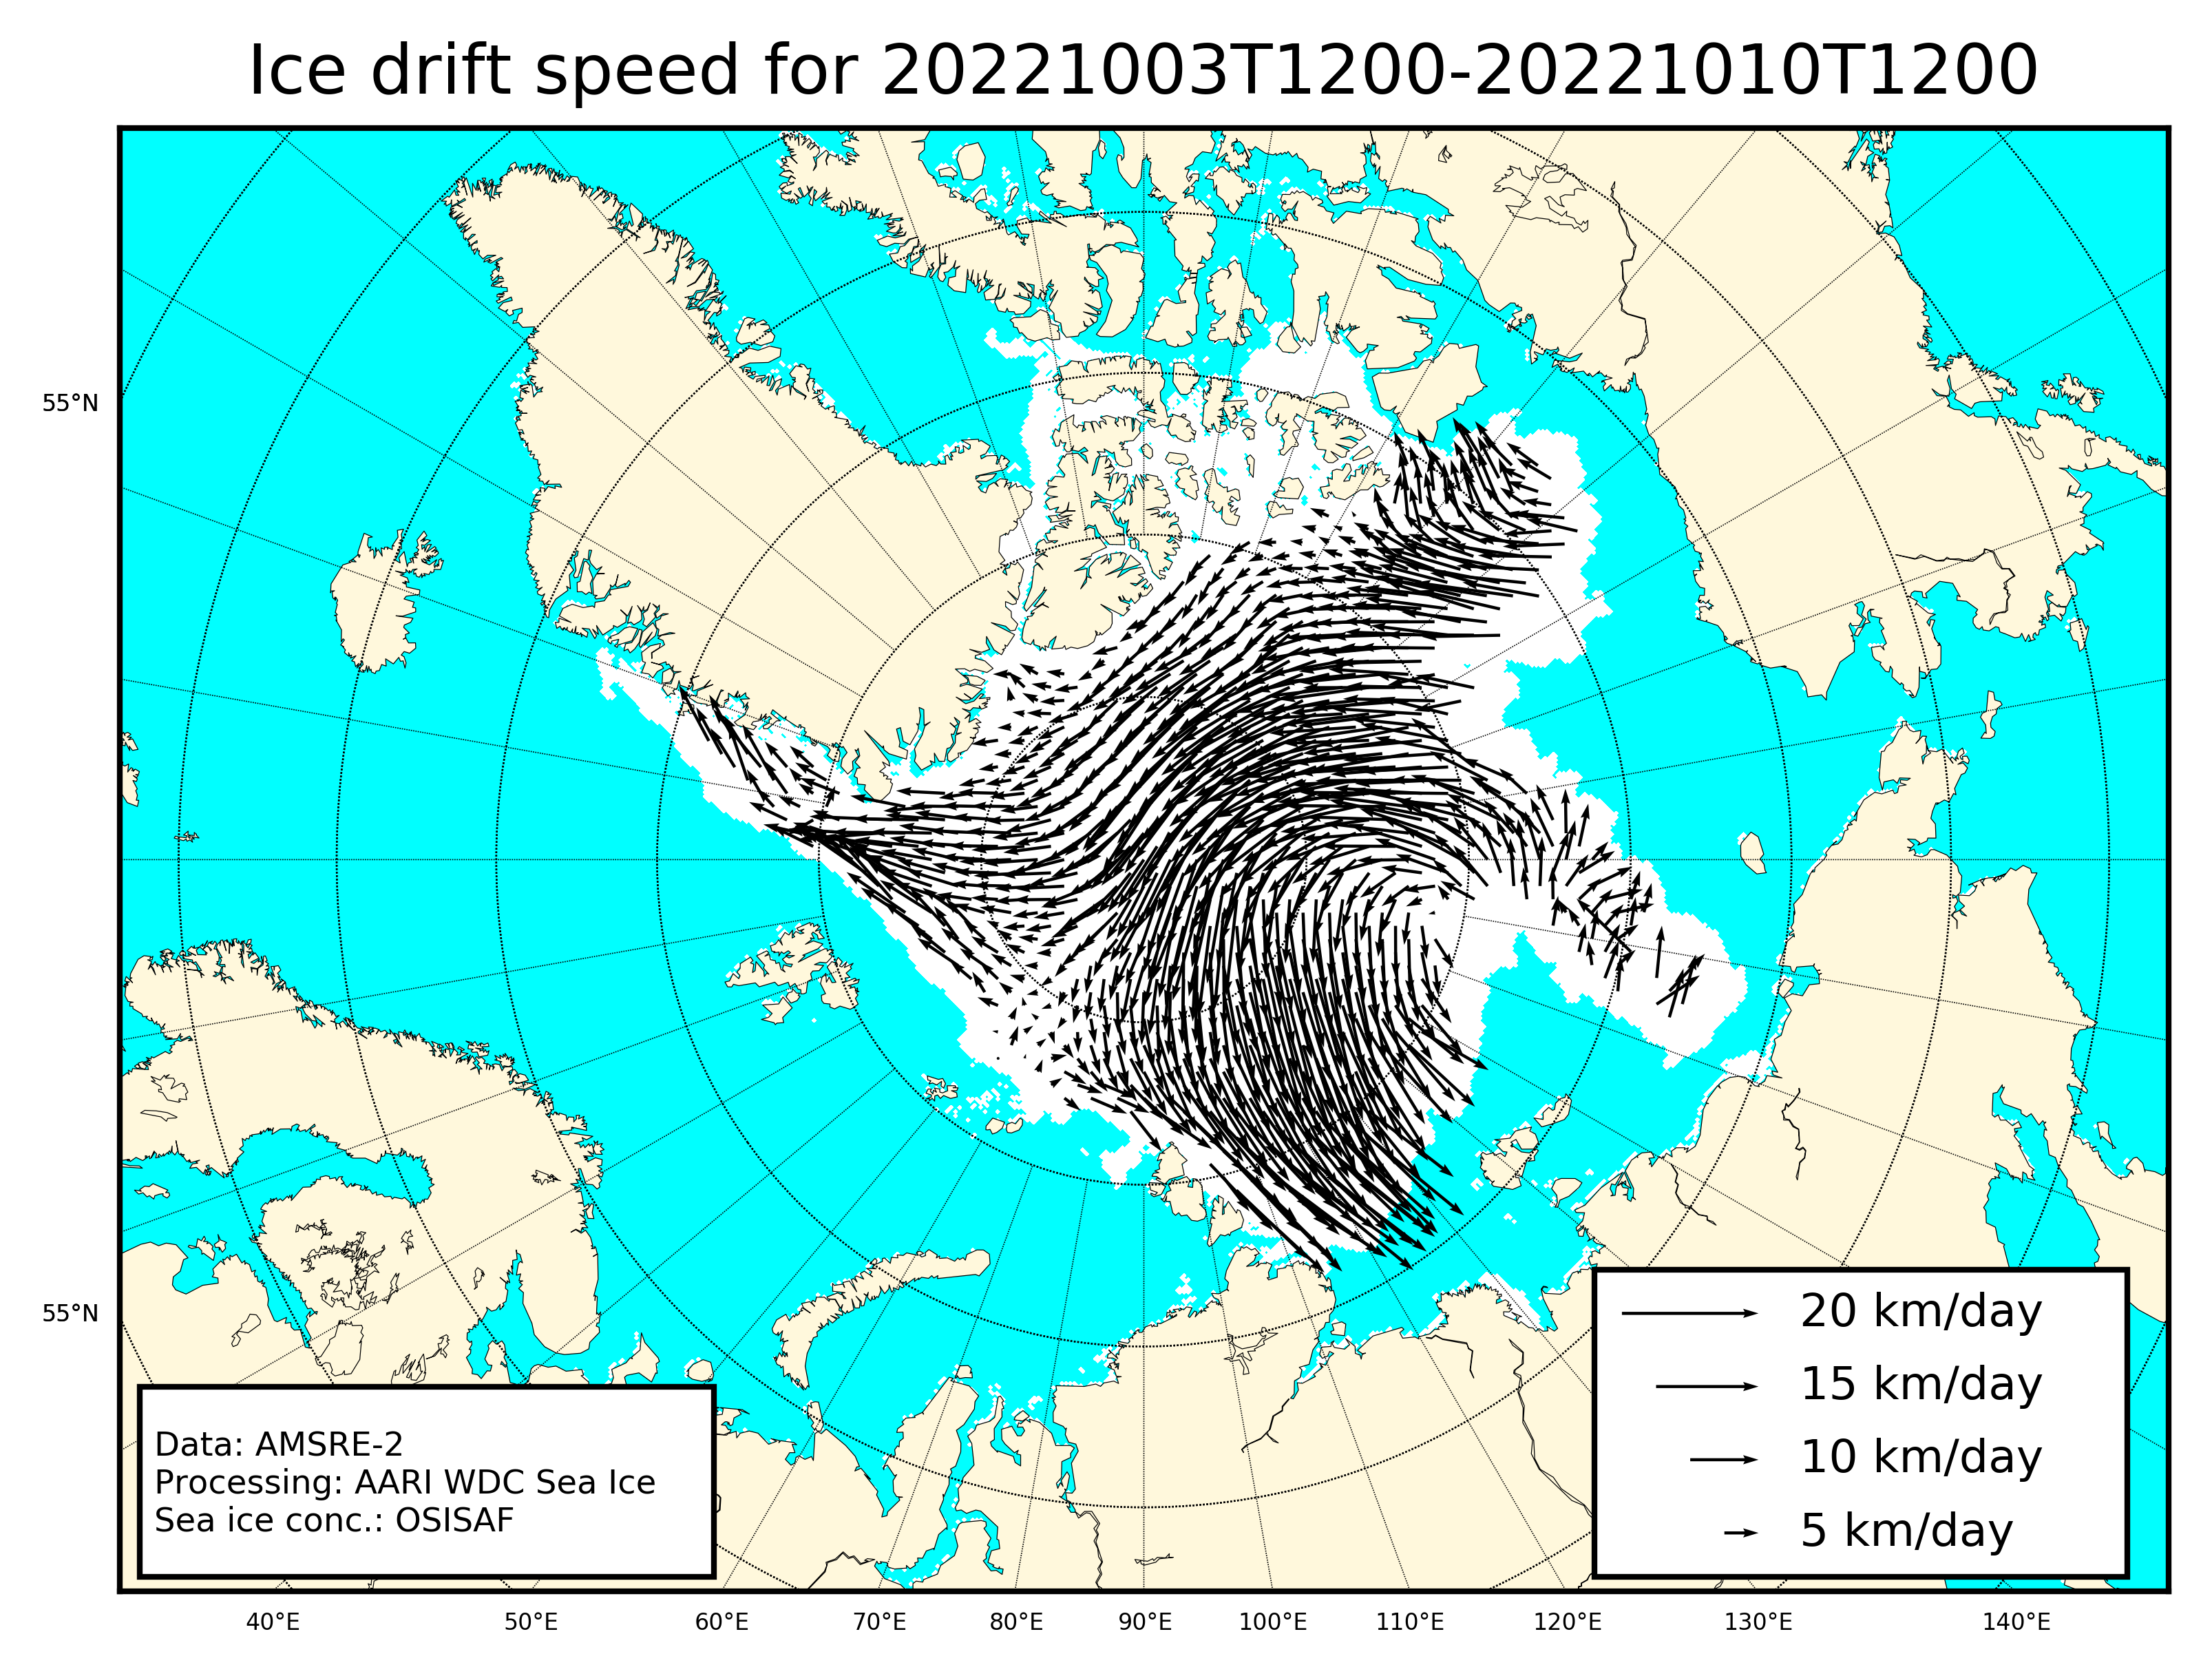 Ice drift speed for 20221003T1200-20221010T1200
55°N
55°N
20 km/day
15 km/day
10 km/day
5 km/day
Data: AMSRE-2
Processing: AARI WDC Sea Ice
Sea ice conc.: OSISAF
40°E 50°E 60°E 70°E 80°E 90°E 100°E 110°E 120°E 130°E 140°E